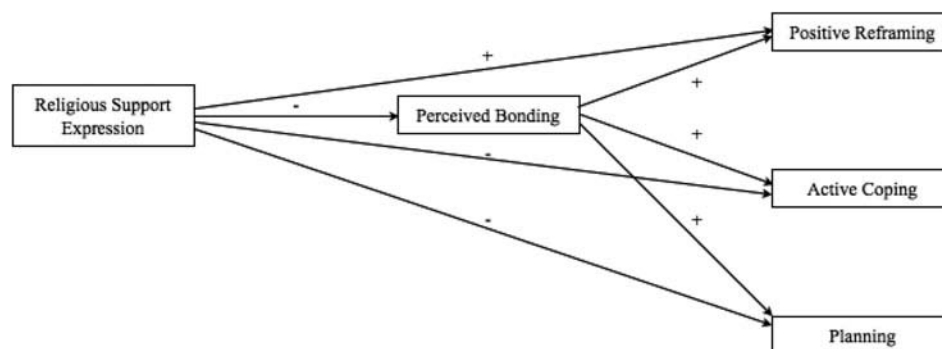 Positive Reframing
+
Religious Support
Expression
-
Perceived Bonding
+
+
-
Active Coping
-
+
Planning